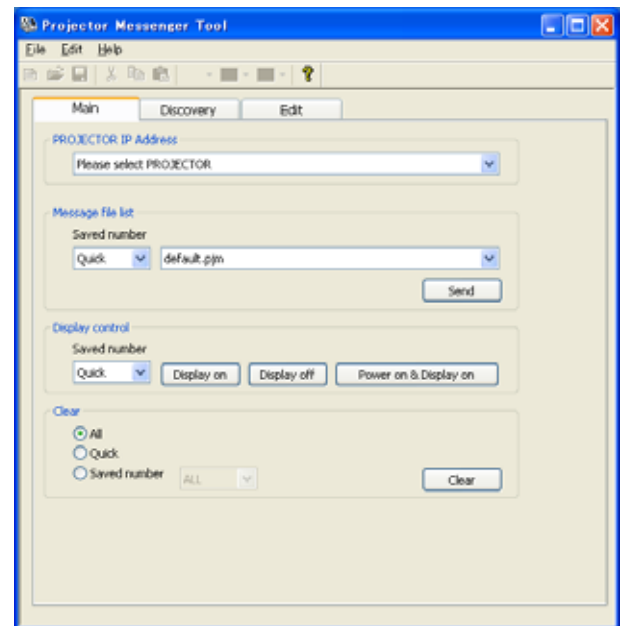 Projector Messenger Tool
File Edit Help
Main Discovery Edit
PROJECTOR IP Address
Please select PROJECTOR
Message file list
Saved number
Quick default.pjm
Send
Display control
Saved number
Quick Display on Display off Power on & Display on
Clear
All
Quick
Saved number ALL Clear